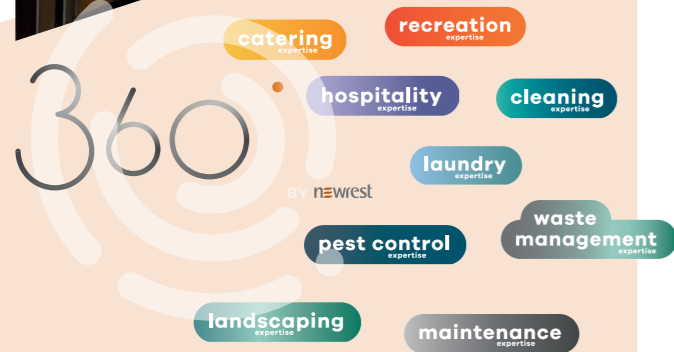 catering
expertise
recreation
expertise
360°
hospitality
expertise
cleaning
expertise
laundry
expertise
BY newrest
pest control
expertise
waste
management
expertise
landscaping
expertise
maintenance
expertise